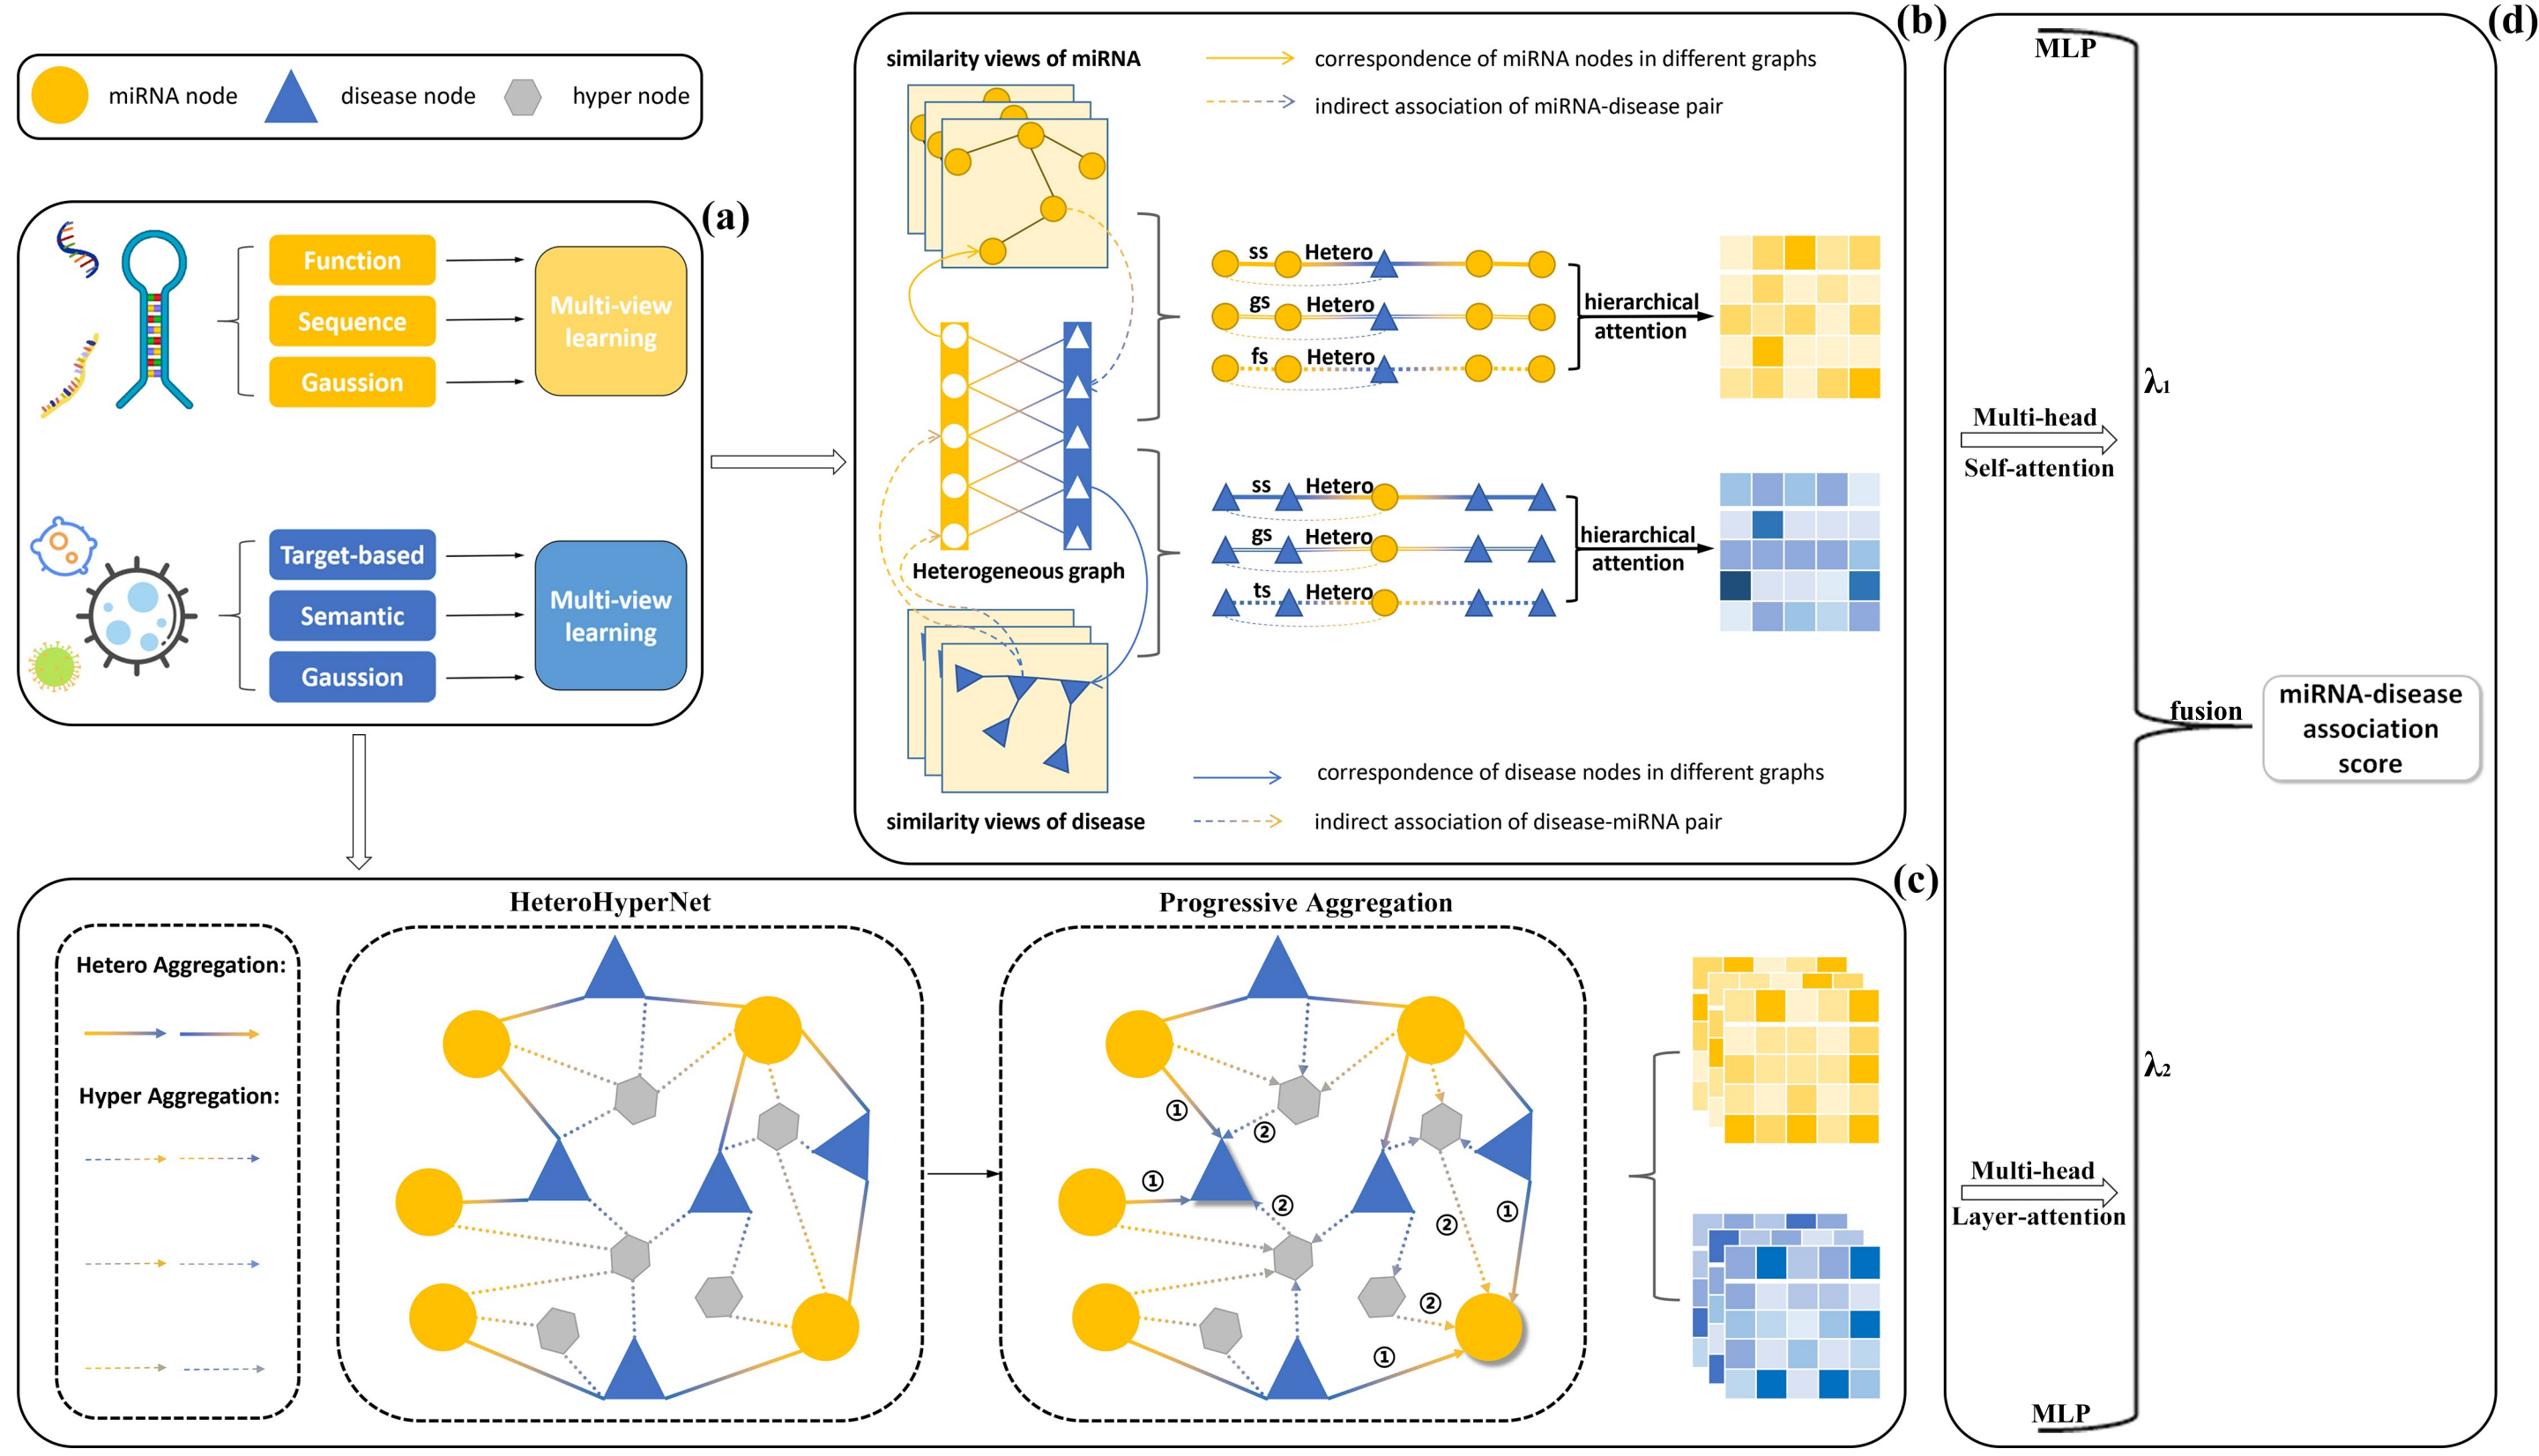 miRNA node
disease node
hyper node
(a)
Function
Sequence
Gaussion
Multi-view
learning
Target-based
Semantic
Gaussion
Multi-view
learning
(b)
similarity views of miRNA
correspondence of miRNA nodes in different graphs
indirect association of miRNA-disease pair
ss
Hetero
gs
Hetero
fs
Hetero
hierarchical
attention
ss
Hetero
gs
Hetero
ts
Hetero
hierarchical
attention
Heterogeneous graph
correspondence of disease nodes in different graphs
similarity views of disease
indirect association of disease-miRNA pair
(c)
Hetero Aggregation:
Hyper Aggregation:
HeteroHyperNet
Progressive Aggregation
①
②
①
②
②
①
②
①
(d)
MLP
λ1
Multi-head
Self-attention
fusion
miRNA-disease
association
score
λ2
Multi-head
Layer-attention
MLP